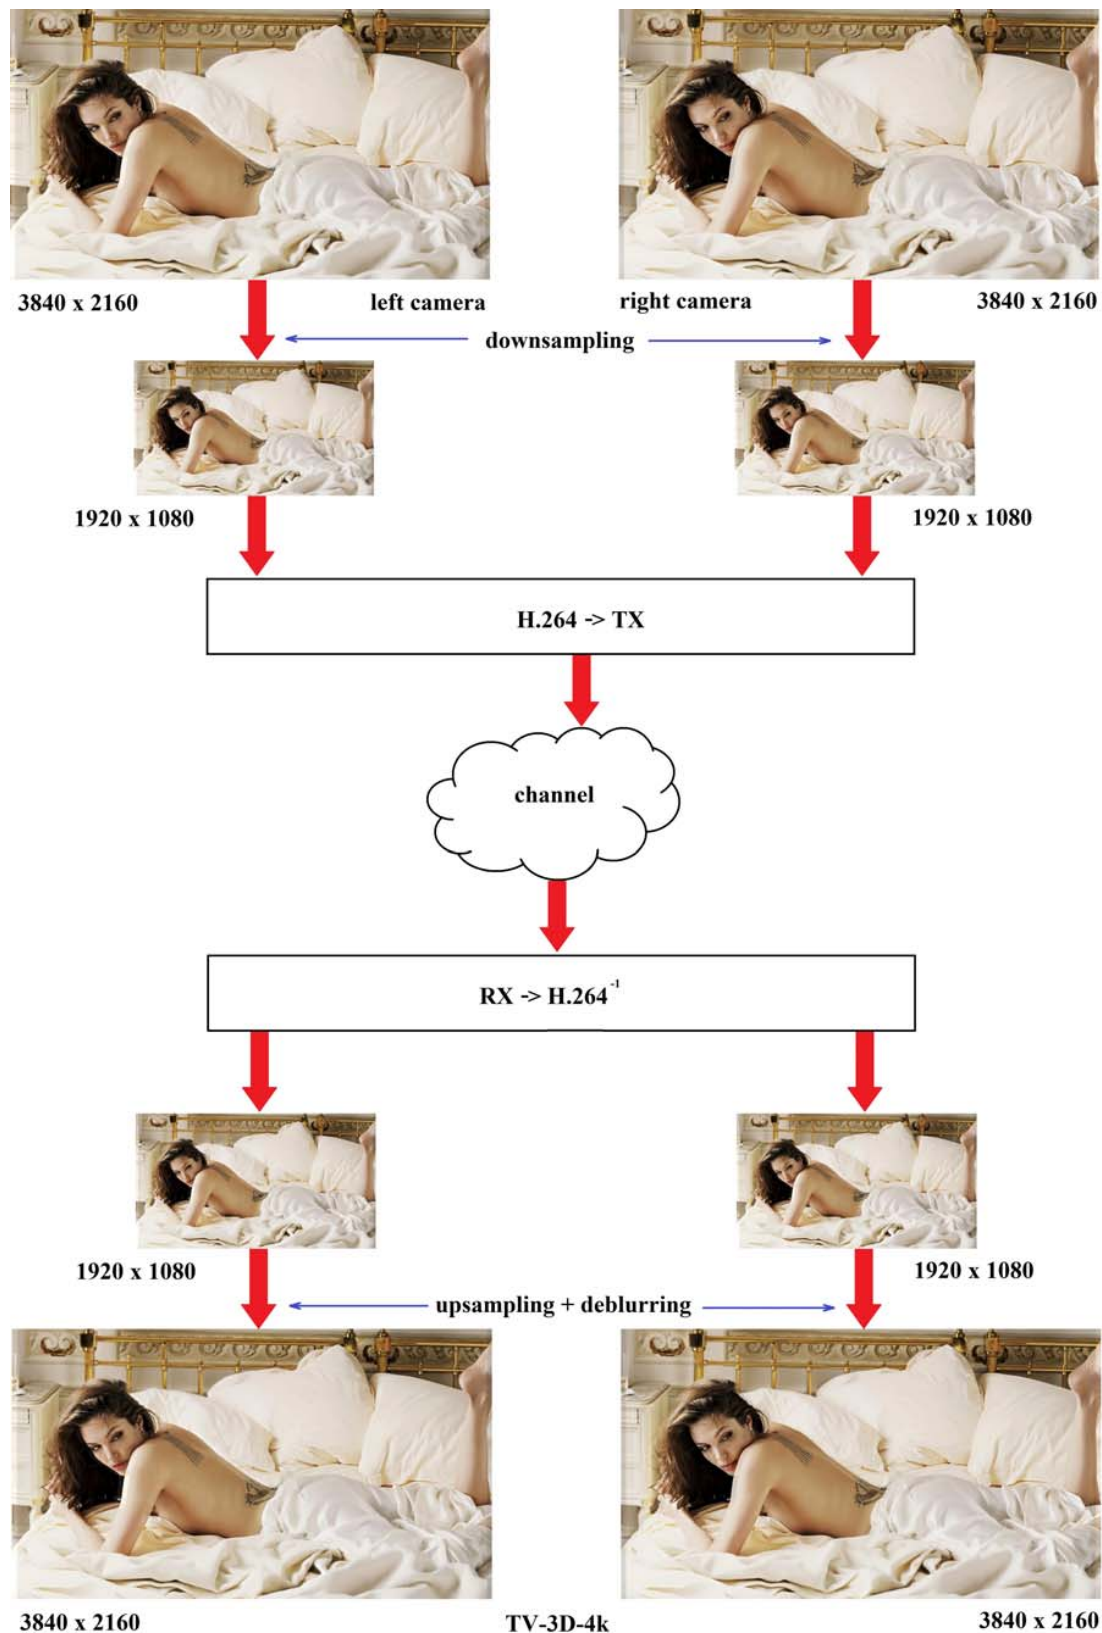 3840 x 2160
left camera
right camera
3840 x 2160
downsampling
1920 x 1080
1920 x 1080
H.264 -> TX
channel
RX -> H.264⁻¹
1920 x 1080
1920 x 1080
upsampling + deblurring
3840 x 2160
TV-3D-4k
3840 x 2160